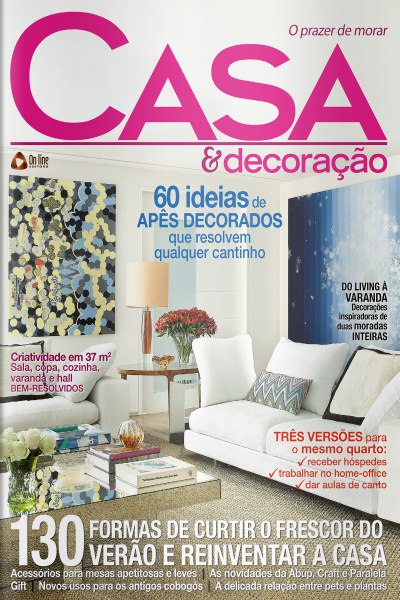 O prazer de morar
CASA
& decoração
On line
EDITORA
60 ideias de
APÊS DECORADOS
que resolvem
qualquer cantinho
DO LIVING À
VARANDA
Decorações
inspiradoras de
duas moradas
INTEIRAS
Criatividade em 37 m²
Sala, copa, cozinha,
varanda e hall
BEM-RESOLVIDOS
TRÊS VERSÕES para
o mesmo quarto:
✓ receber hóspedes
✓ trabalhar no home-office
✓ dar aulas de canto
130 FORMAS DE CURTIR O FRESCOR DO
VERÃO E REINVENTAR A CASA
Acessórios para mesas apetitosas e leves | As novidades da Abup, Craft e Paralela
Gift | Novos usos para os antigos cobogós | A delicada relação entre pets e plantas